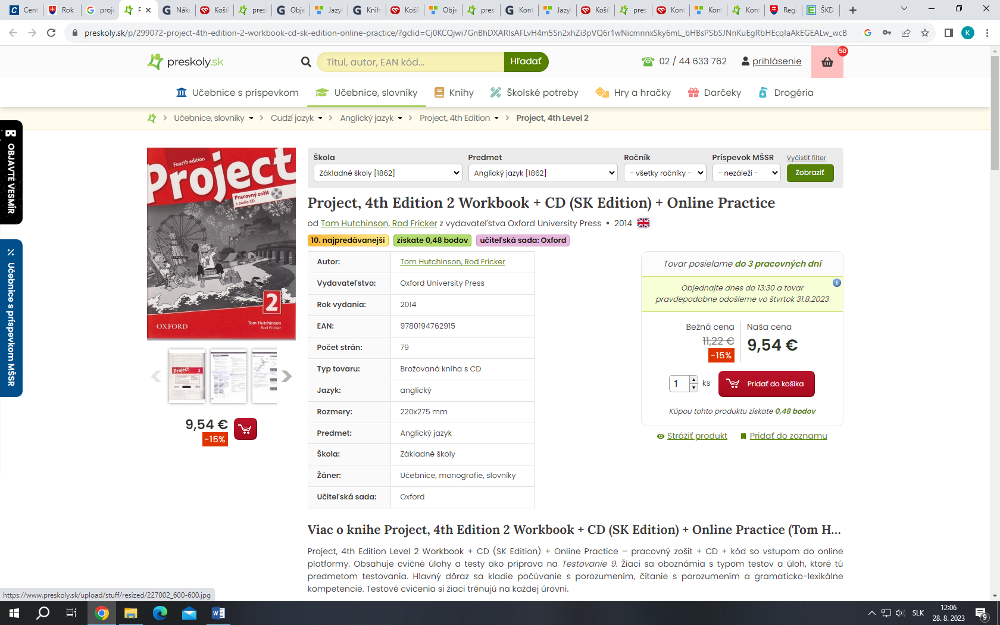 Cent
Rok
proje
P
Náku
Koší
pres
Obje
Jazy
Knih
Koší
Obje
pres
Kont
Jazy
Koší
pres
Kont
Kont
Kont
Regi
ŠKD
preskoly.sk/p/299072-project-4th-edition-2-workbook-cd-sk-edition-online-practice/?gclid=Cj0KCQjwi7GnBhDXARIsAFLvH4m5Sn2xhZi3pVQ6r1wNicmnnxSky6mL_bHBsPSbSJNnKuEgRbHEcqIaAkEGEALw_wcB
K
preskoly.sk
Titul, autor, EAN kód...
Hľadať
02 / 44 633 762
prihlásenie
50
Učebnice s príspevkom
Učebnice, slovníky
Knihy
Školské potreby
Hry a hračky
Darčeky
Drogéria
Učebnice, slovníky
Cudzí jazyk
Anglický jazyk
Project, 4th Edition
Project, 4th Level 2
OBJAVTE VESMÍR
Učebnice s príspevkom MŠSR
Fourth edition
Project
Pracovný zošit
s audio CD
2
OXFORD
Tom Hutchinson
Rod Fricker
Project 2
9,54 €
-15%
Škola
Predmet
Ročník
Príspevok MŠSR
Vyčistiť filter
Základné školy [1862]
Anglický jazyk [1862]
- všetky ročníky -
- nezáleží -
Zobraziť
Project, 4th Edition 2 Workbook + CD (SK Edition) + Online Practice
od Tom Hutchinson, Rod Fricker z vydavateľstva Oxford University Press • 2014
10. najpredávanejší
získate 0,48 bodov
učiteľská sada: Oxford
Autor: Tom Hutchinson, Rod Fricker
Vydavateľstvo: Oxford University Press
Rok vydania: 2014
EAN: 9780194762915
Počet strán: 79
Typ tovaru: Brožovaná kniha s CD
Jazyk: anglický
Rozmery: 220x275 mm
Predmet: Anglický jazyk
Škola: Základné školy
Žáner: Učebnice, monografie, slovníky
Učiteľská sada: Oxford
Tovar posielame do 3 pracovných dní
Objednajte dnes do 13:30 a tovar
pravdepodobne odošleme vo štvrtok 31.8.2023
Bežná cena
11,22 €
-15%
Naša cena
9,54 €
1
ks
Pridať do košíka
Kúpou tohto produktu získate 0,48 bodov
Strážiť produkt
Pridať do zoznamu
Viac o knihe Project, 4th Edition 2 Workbook + CD (SK Edition) + Online Practice (Tom H...
Project, 4th Edition Level 2 Workbook + CD (SK Edition) + Online Practice – pracovný zošit + CD + kód so vstupom do online
platformy. Obsahuje cvičné úlohy a testy ako príprava na Testovanie 9. Žiaci sa oboznámia s typom testov a úloh, ktoré tú
predmetom testovania. Hlavný dôraz sa kladie počúvanie s porozumením, čítanie s porozumením a gramaticko-lexikálne
kompetencie. Testové cvičenia si žiaci trénujú na každej úrovni.
https://www.preskoly.sk/upload/stuff/resized/227002_600-600.jpg
SLK
12:06
28. 8. 2023
9